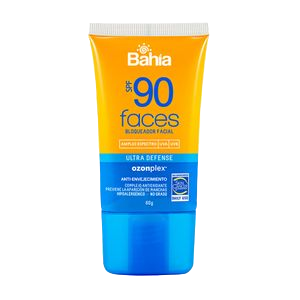 Bahía
SPF 90
faces
BLOQUEADOR FACIAL
AMPLIO ESPECTRO UVA UVB
ULTRA DEFENSE
ozonplex
ANTI-ENVEJECIMIENTO
COMPLEJO ANTIOXIDANTE
PREVIENE LA APARICIÓN DE MANCHAS
HIPOALERGÉNICO - NO GRASO
60g